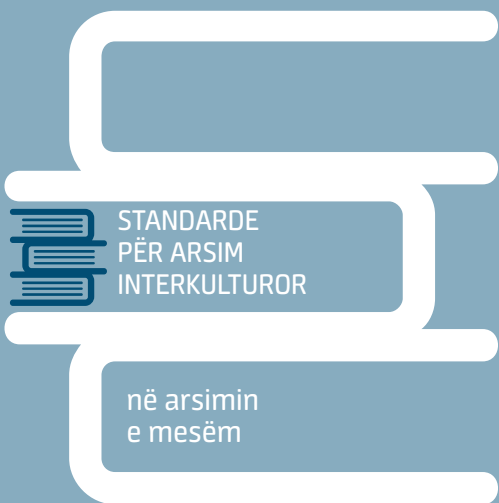 STANDARDE
PËR ARSIM
INTERKULTUROR
në arsimin
e mesëm